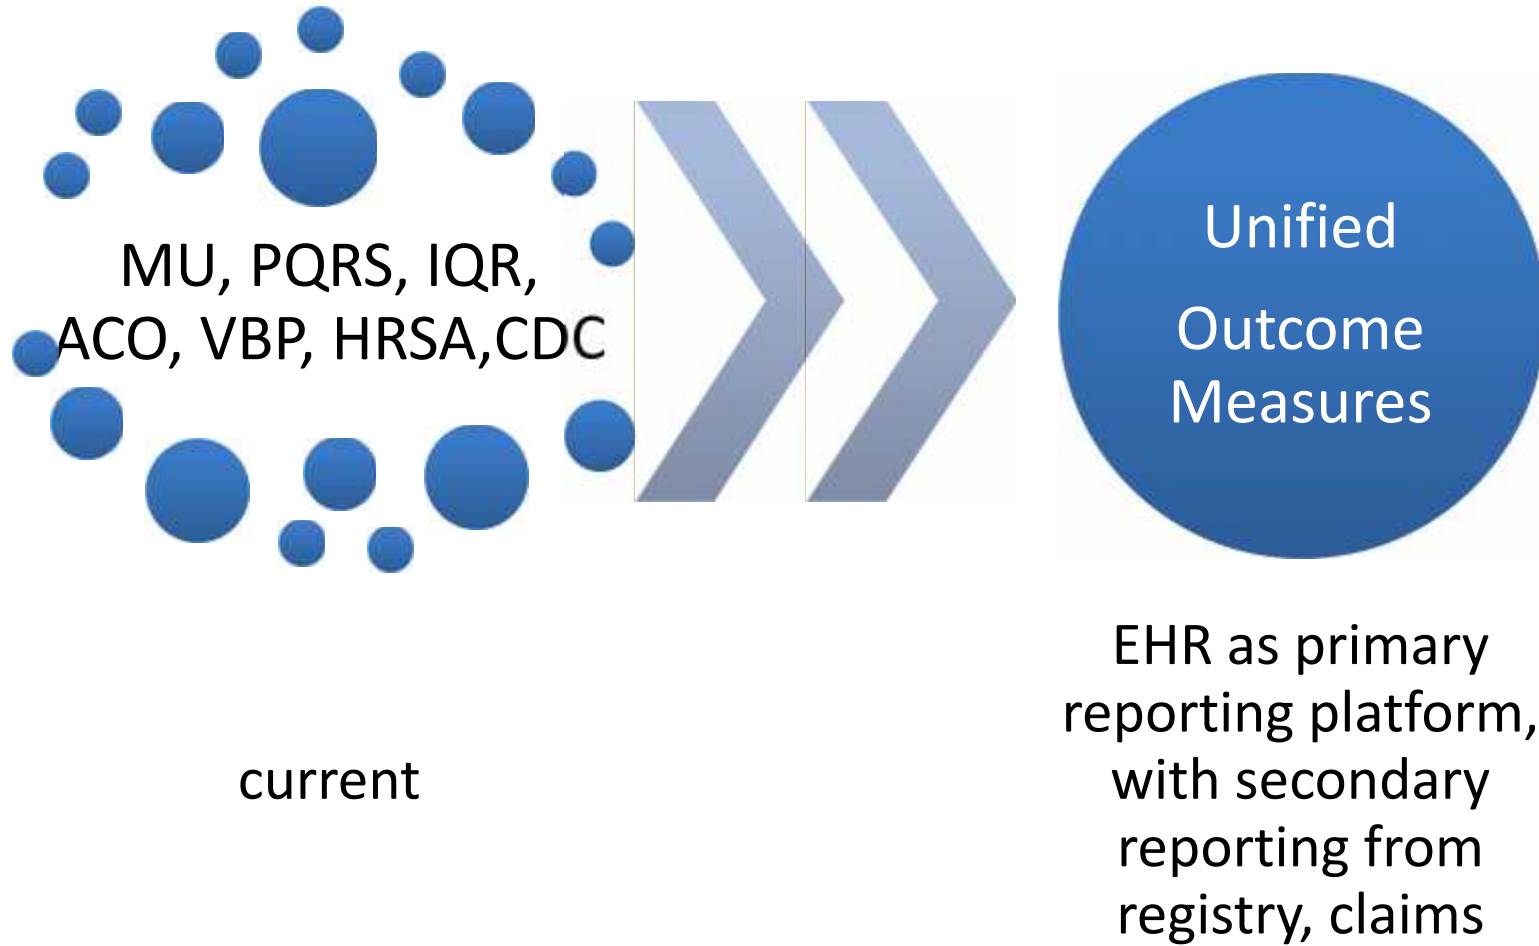 MU, PQRS, IQR,
ACO, VBP, HRSA,CDC
current
Unified
Outcome
Measures
EHR as primary
reporting platform,
with secondary
reporting from
registry, claims